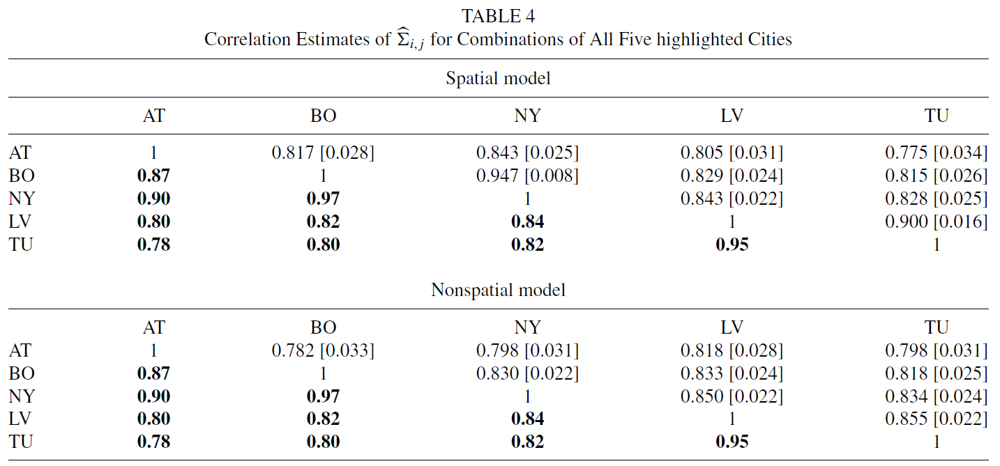 TABLE 4
Correlation Estimates of Σ̂i,j for Combinations of All Five highlighted Cities
Spatial model
AT BO NY LV TU
AT 1 0.817 [0.028] 0.843 [0.025] 0.805 [0.031] 0.775 [0.034]
BO 0.87 1 0.947 [0.008] 0.829 [0.024] 0.815 [0.026]
NY 0.90 0.97 1 0.843 [0.022] 0.828 [0.025]
LV 0.80 0.82 0.84 1 0.900 [0.016]
TU 0.78 0.80 0.82 0.95 1
Nonspatial model
AT BO NY LV TU
AT 1 0.782 [0.033] 0.798 [0.031] 0.818 [0.028] 0.798 [0.031]
BO 0.87 1 0.830 [0.022] 0.833 [0.024] 0.818 [0.025]
NY 0.90 0.97 1 0.850 [0.022] 0.834 [0.024]
LV 0.80 0.82 0.84 1 0.855 [0.022]
TU 0.78 0.80 0.82 0.95 1